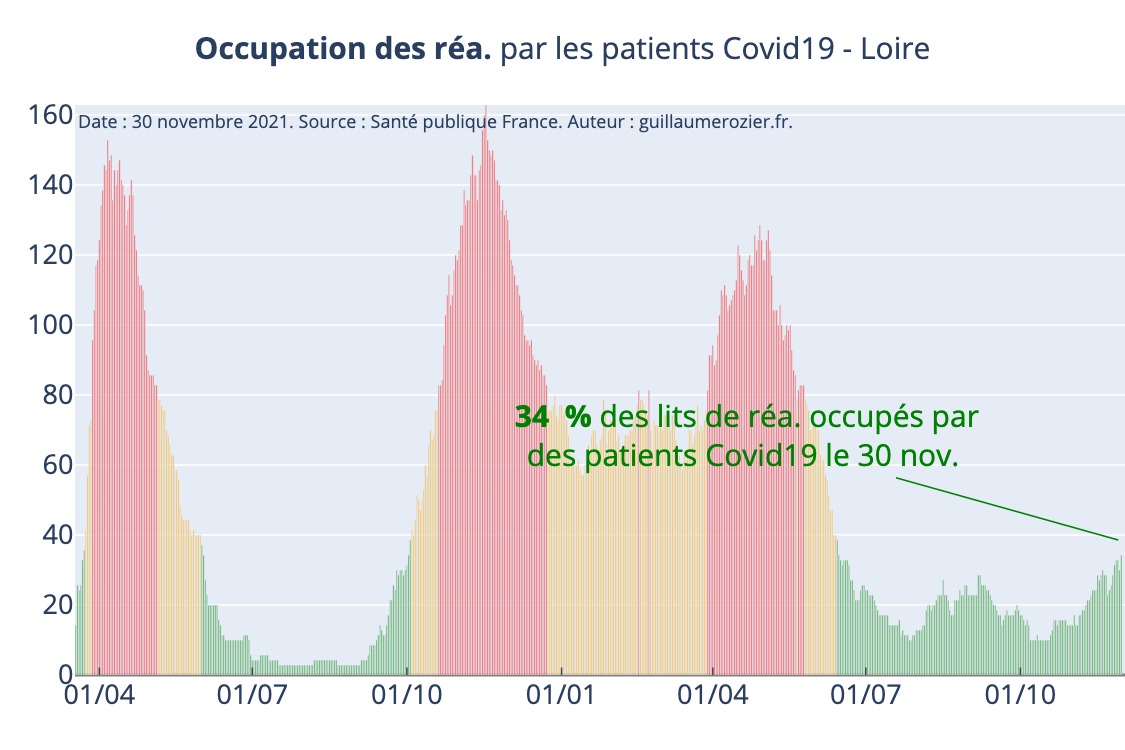 Occupation des réa. par les patients Covid19 - Loire
160
Date : 30 novembre 2021. Source : Santé publique France. Auteur : guillaumerozier.fr.
140
120
100
80
34 % des lits de réa. occupés par
des patients Covid19 le 30 nov.
60
40
20
0
01/04 01/07 01/10 01/01 01/04 01/07 01/10